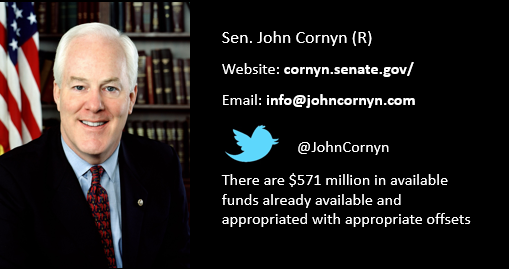 Sen. John Cornyn (R)
Website: cornyn.senate.gov/
Email: info@johncornyn.com
@JohnCornyn
There are $571 million in available
funds already available and
appropriated with appropriate offsets